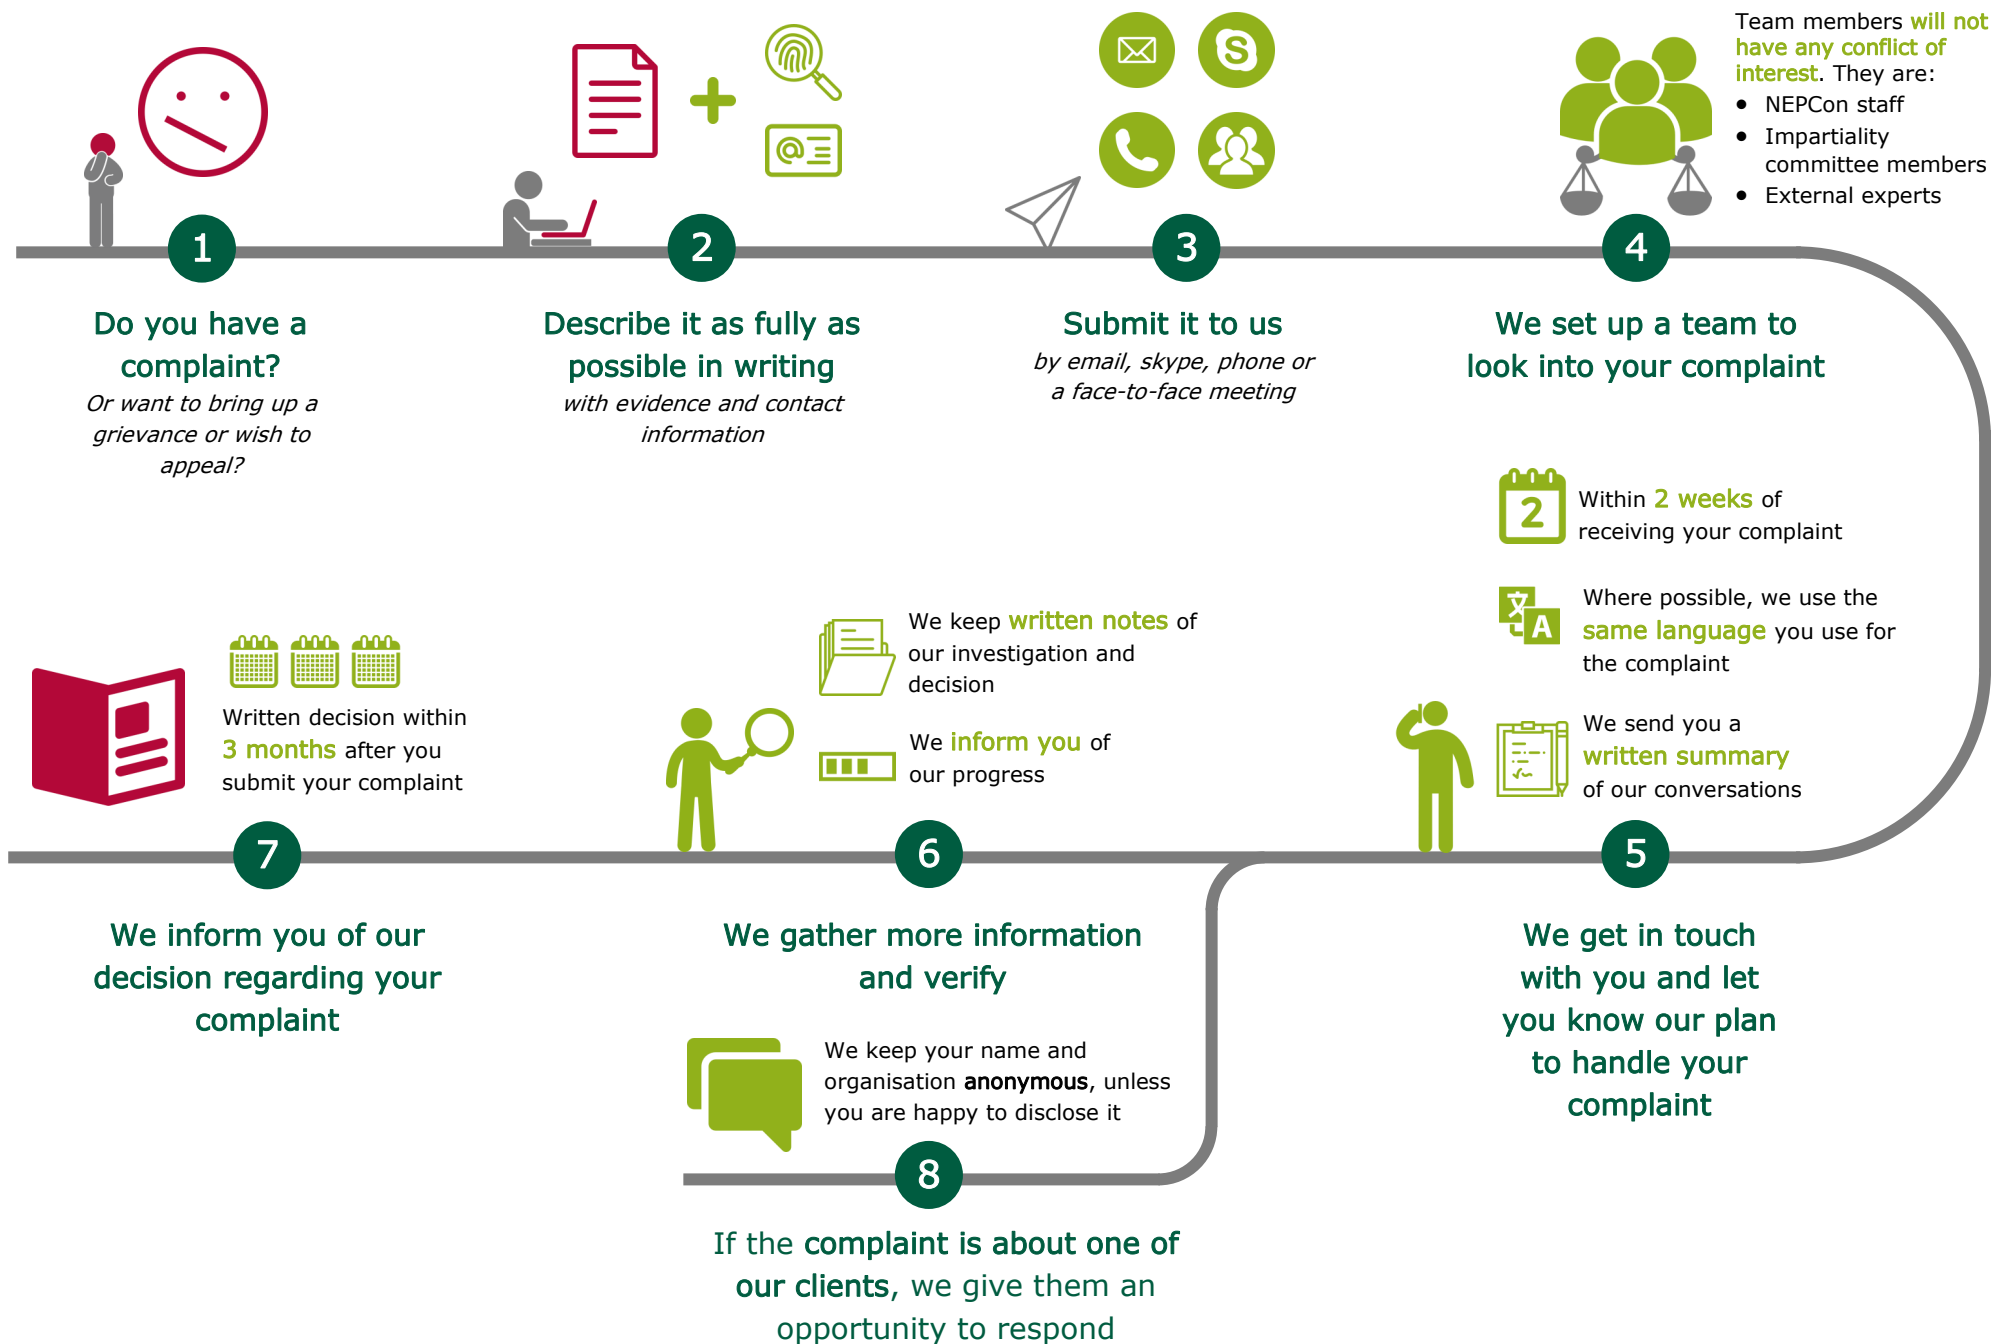 Team members will not
have any conflict of
interest. They are:
• NEPCon staff
• Impartiality
committee members
• External experts
@
S
1
2
3
4
Do you have a
complaint?
Or want to bring up a
grievance or wish to
appeal?
Describe it as fully as
possible in writing
with evidence and contact
information
Submit it to us
by email, skype, phone or
a face-to-face meeting
We set up a team to
look into your complaint
2
Within 2 weeks of
receiving your complaint
文
A
Where possible, we use the
same language you use for
the complaint
We send you a
written summary
of our conversations
5
We get in touch
with you and let
you know our plan
to handle your
complaint
We keep written notes of
our investigation and
decision
We inform you of
our progress
6
We gather more information
and verify
Written decision within
3 months after you
submit your complaint
7
We inform you of our
decision regarding your
complaint
We keep your name and
organisation anonymous, unless
you are happy to disclose it
8
If the complaint is about one of
our clients, we give them an
opportunity to respond